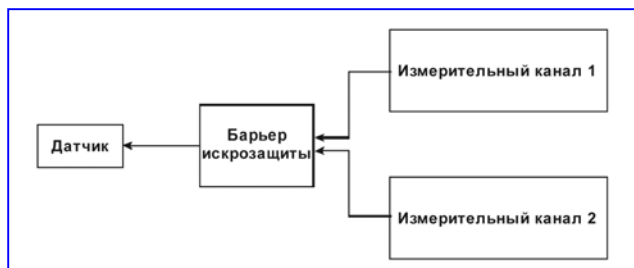 Датчик
Барьер
искрозащиты
Измерительный канал 1
Измерительный канал 2